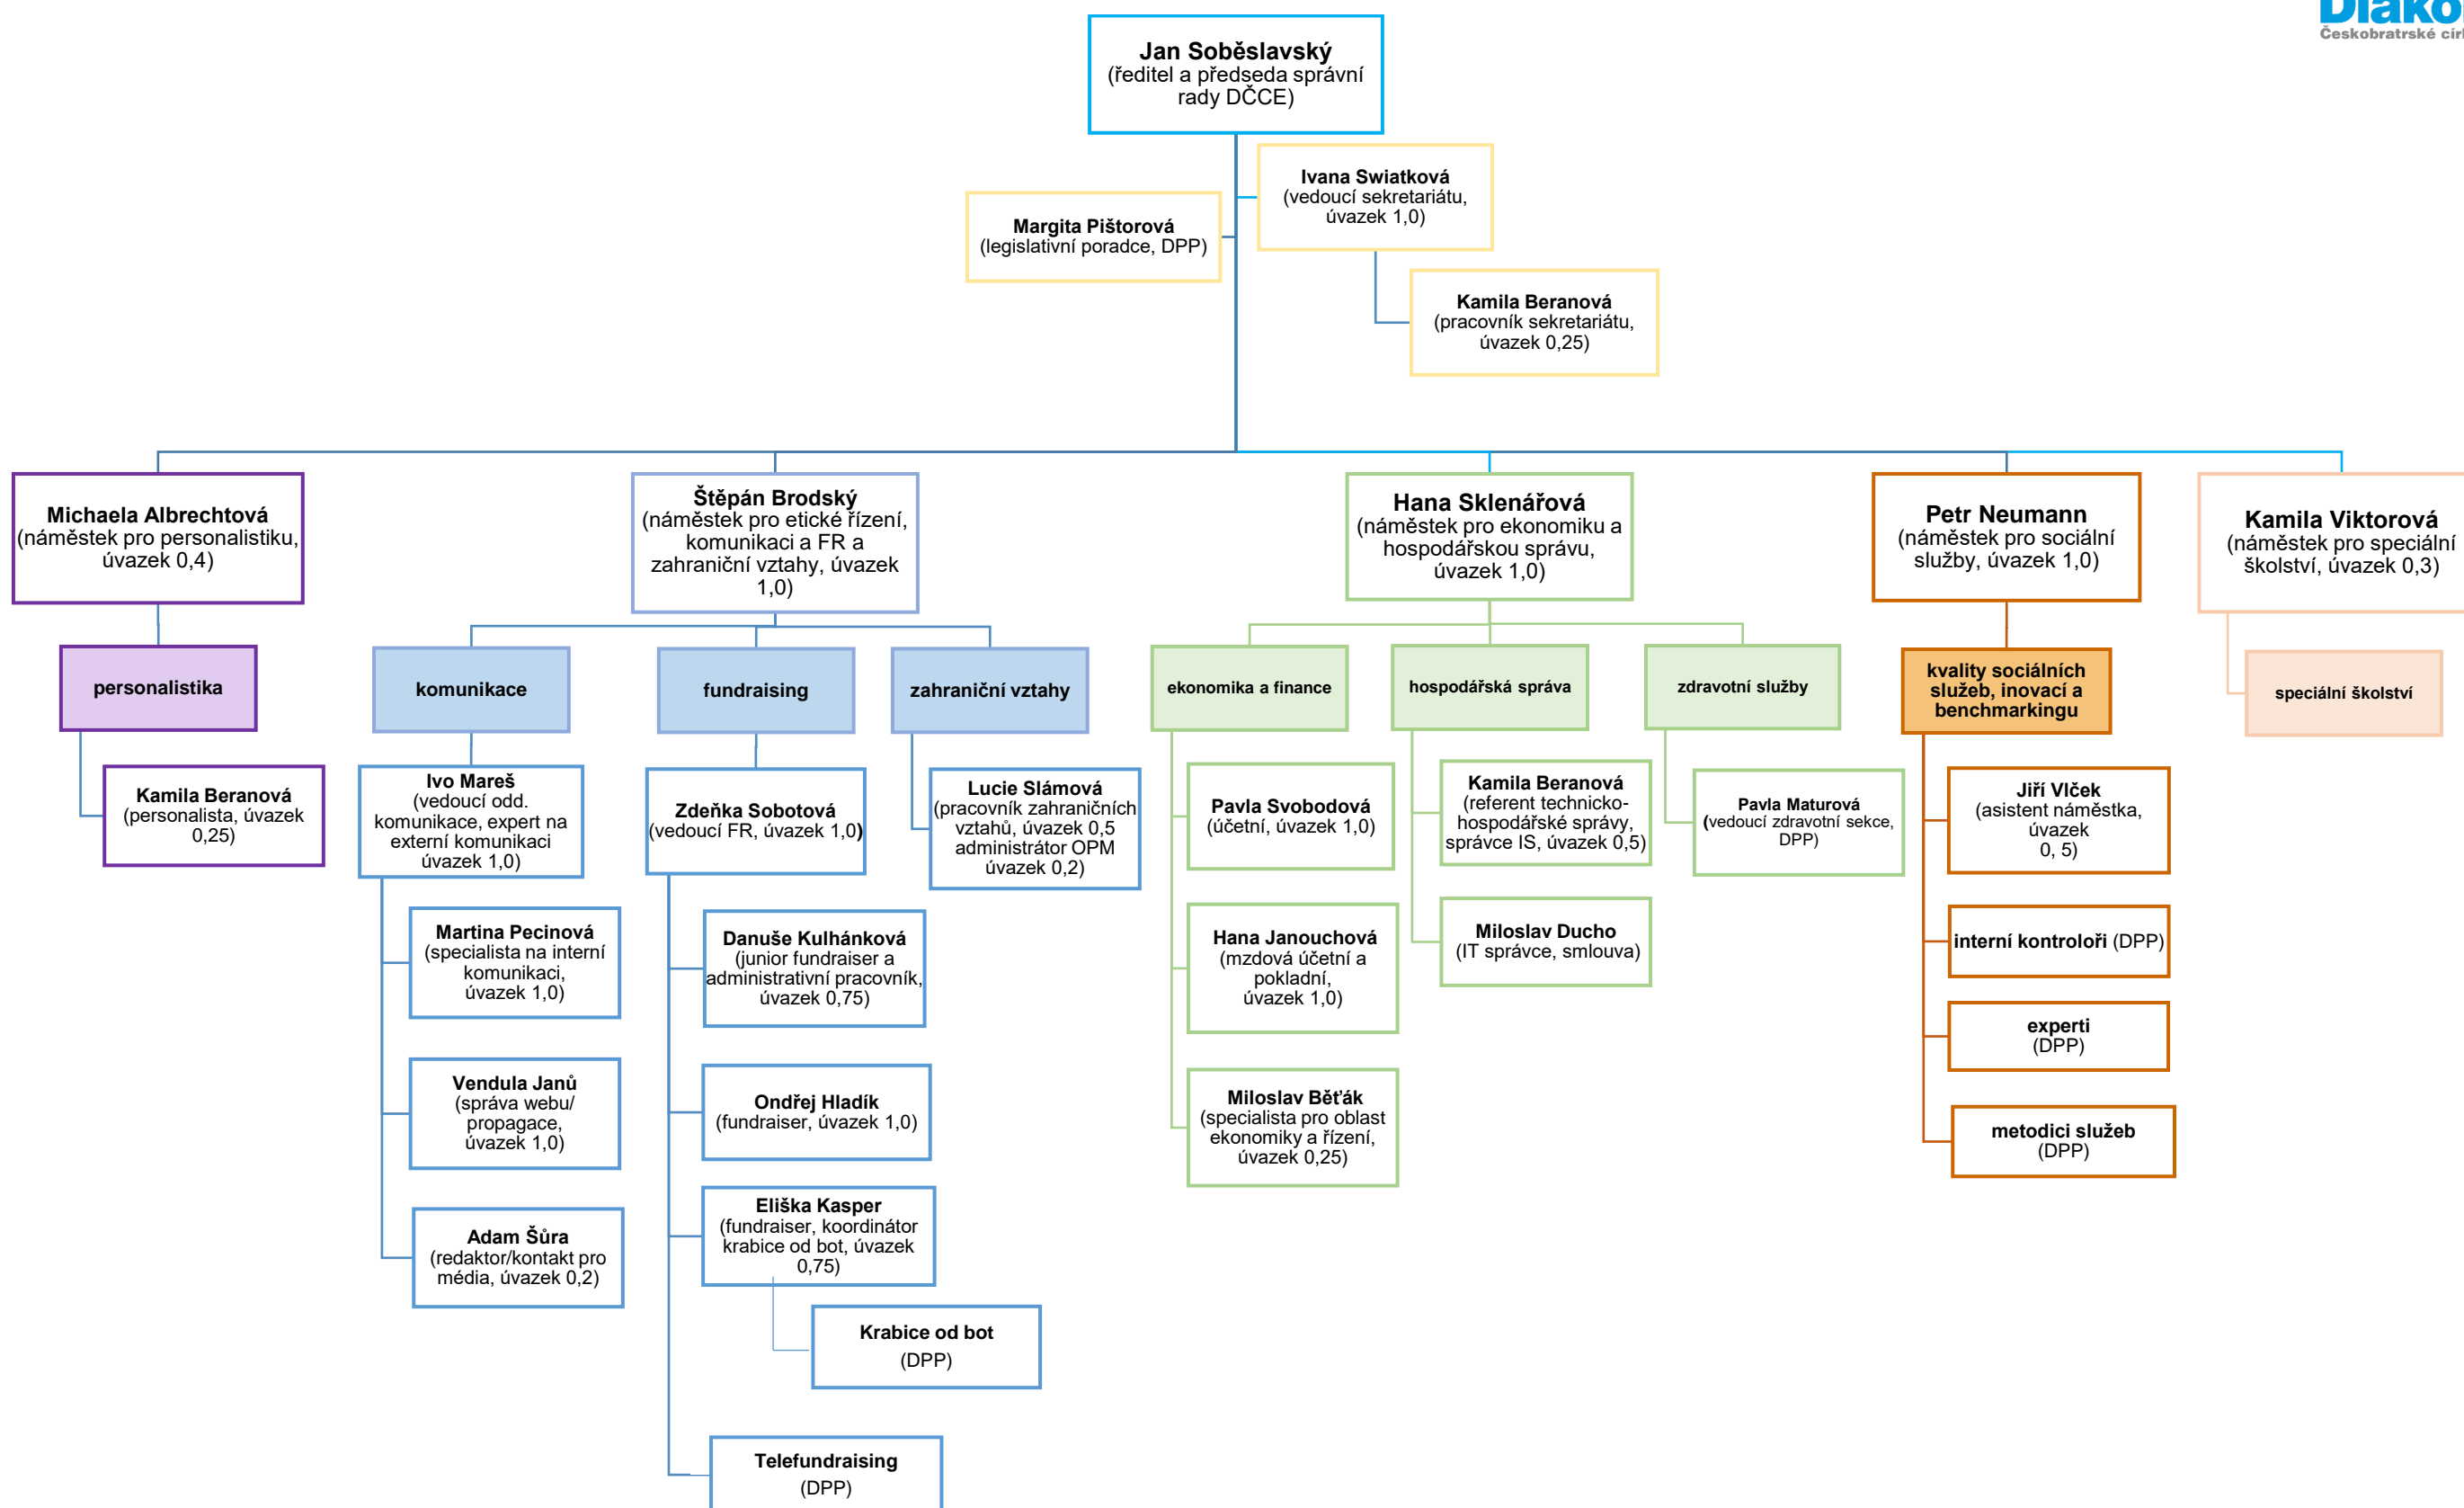 Jan Soběslavský
(ředitel a předseda správní
rady DČCE)
Českobratrské
Ivana Swiatková
(vedoucí sekretariátu,
úvazek 1,0)
Margita Pištorová
(legislativní poradce, DPP)
Kamila Beranová
(pracovník sekretariátu,
úvazek 0,25)
Michaela Albrechtová
(náměstek pro personalistiku,
úvazek 0,4)
Štěpán Brodský
(náměstek pro etické řízení,
komunikaci a FR a
zahraniční vztahy, úvazek
1,0)
Hana Sklenářová
(náměstek pro ekonomiku a
hospodářskou správu,
úvazek 1,0)
Petr Neumann
(náměstek pro sociální
služby, úvazek 1,0)
Kamila Viktorová
(náměstek pro speciální
školství, úvazek 0,3)
personalistika
komunikace
fundraising
zahraniční vztahy
ekonomika a finance
hospodářská správa
zdravotní služby
kvality sociálních
služeb, inovací a
benchmarkingu
speciální školství
Kamila Beranová
(personalista, úvazek
0,25)
Ivo Mareš
(vedoucí odd.
komunikace, expert na
externí komunikaci
úvazek 1,0)
Martina Pecinová
(specialista na interní
komunikaci,
úvazek 1,0)
Vendula Janů
(správa webu/
propagace,
úvazek 1,0)
Adam Šůra
(redaktor/kontakt pro
média, úvazek 0,2)
Zdeňka Sobotová
(vedoucí FR, úvazek 1,0)
Danuše Kulhánková
(junior fundraiser a
administrativní pracovník,
úvazek 0,75)
Ondřej Hladík
(fundraiser, úvazek 1,0)
Eliška Kasper
(fundraiser, koordinátor
krabice od bot, úvazek
0,75)
Krabice od bot
(DPP)
Telefundraising
(DPP)
Lucie Slámová
(pracovník zahraničních
vztahů, úvazek 0,5
administrátor OPM
úvazek 0,2)
Pavla Svobodová
(účetní, úvazek 1,0)
Hana Janouchová
(mzdová účetní a
pokladní,
úvazek 1,0)
Miloslav Běťák
(specialista pro oblast
ekonomiky a řízení,
úvazek 0,25)
Kamila Beranová
(referent technicko-
hospodářské správy,
správce IS, úvazek 0,5)
Miloslav Ducho
(IT správce, smlouva)
Pavla Maturová
(vedoucí zdravotní sekce,
DPP)
Jiří Vlček
(asistent náměstka,
úvazek
0, 5)
interní kontroloři (DPP)
experti
(DPP)
metodici služeb
(DPP)